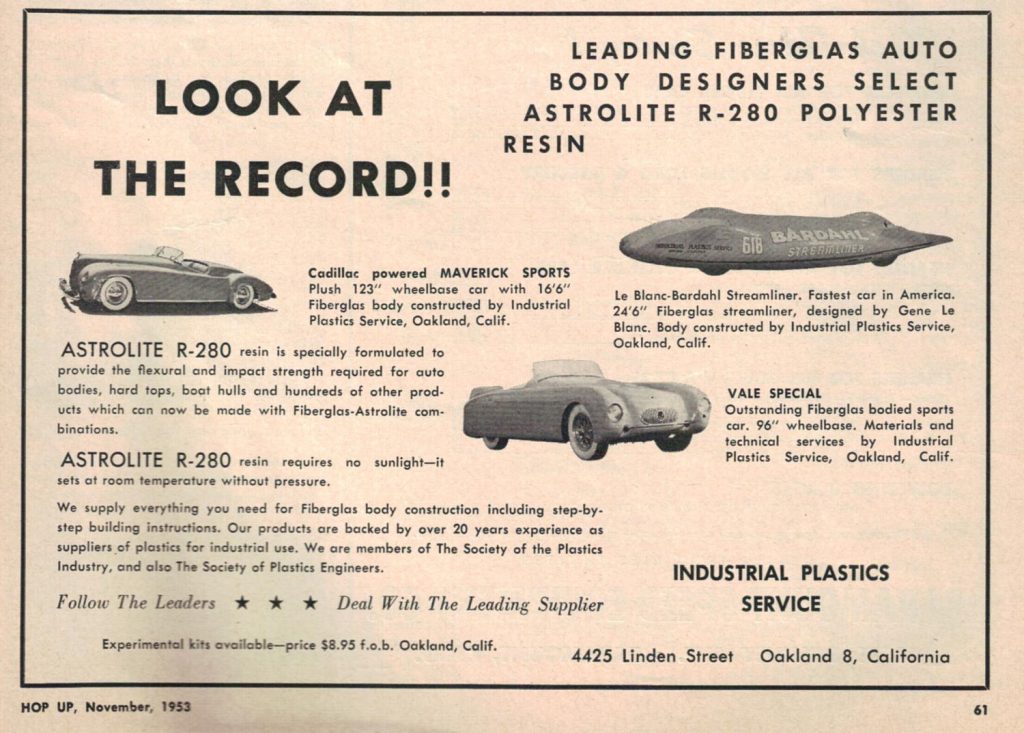 LOOK AT
THE RECORD!!
LEADING FIBERGLAS AUTO
BODY DESIGNERS SELECT
ASTROLITE R-280 POLYESTER
RESIN
Cadillac powered MAVERICK SPORTS
Plush 123" wheelbase car with 16'6"
Fiberglas body constructed by Industrial
Plastics Service, Oakland, Calif.
INDUSTRIAL PLASTICS SERVICE
618
BARDAHL
STREAMLINER
Le Blanc-Bardahl Streamliner. Fastest car in America.
24'6" Fiberglas streamliner, designed by Gene Le
Blanc. Body constructed by Industrial Plastics Service,
Oakland, Calif.
ASTROLITE R-280 resin is specially formulated to
provide the flexural and impact strength required for auto
bodies, hard tops, boat hulls and hundreds of other prod-
ucts which can now be made with Fiberglas-Astrolite com-
binations.
VALE SPECIAL
Outstanding Fiberglas bodied sports
car. 96" wheelbase. Materials and
technical services by Industrial
Plastics Service, Oakland, Calif.
ASTROLITE R-280 resin requires no sunlight—it
sets at room temperature without pressure.
We supply everything you need for Fiberglas body construction including step-by-
step building instructions. Our products are backed by over 20 years experience as
suppliers of plastics for industrial use. We are members of The Society of the Plastics
Industry, and also The Society of Plastics Engineers.
Follow The Leaders ★ ★ ★ Deal With The Leading Supplier
Experimental kits available—price $8.95 f.o.b. Oakland, Calif.
INDUSTRIAL PLASTICS
SERVICE
4425 Linden Street Oakland 8, California
HOP UP, November, 1953
61